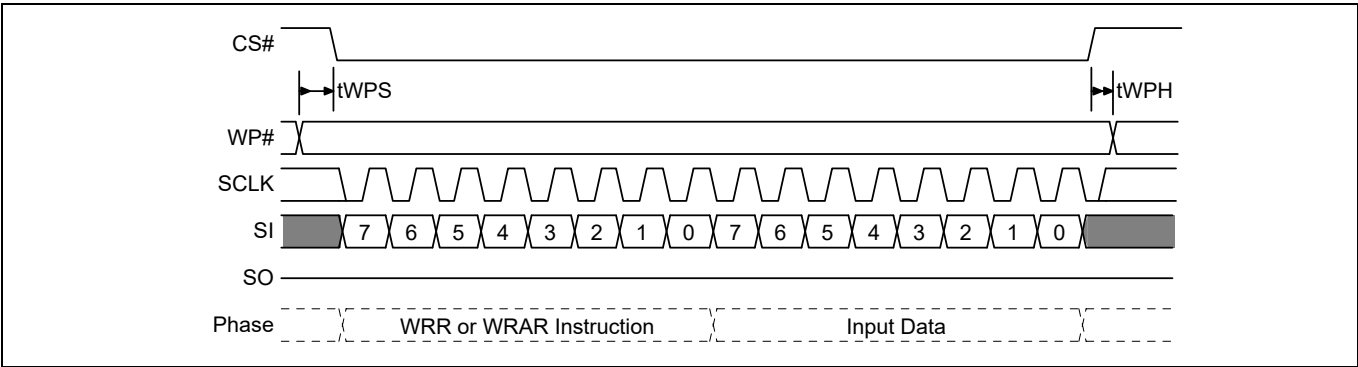 CS#
tWPS tWPH
WP#
SCLK
SI 7 6 5 4 3 2 1 0 7 6 5 4 3 2 1 0
SO
Phase WRR or WRAR Instruction Input Data